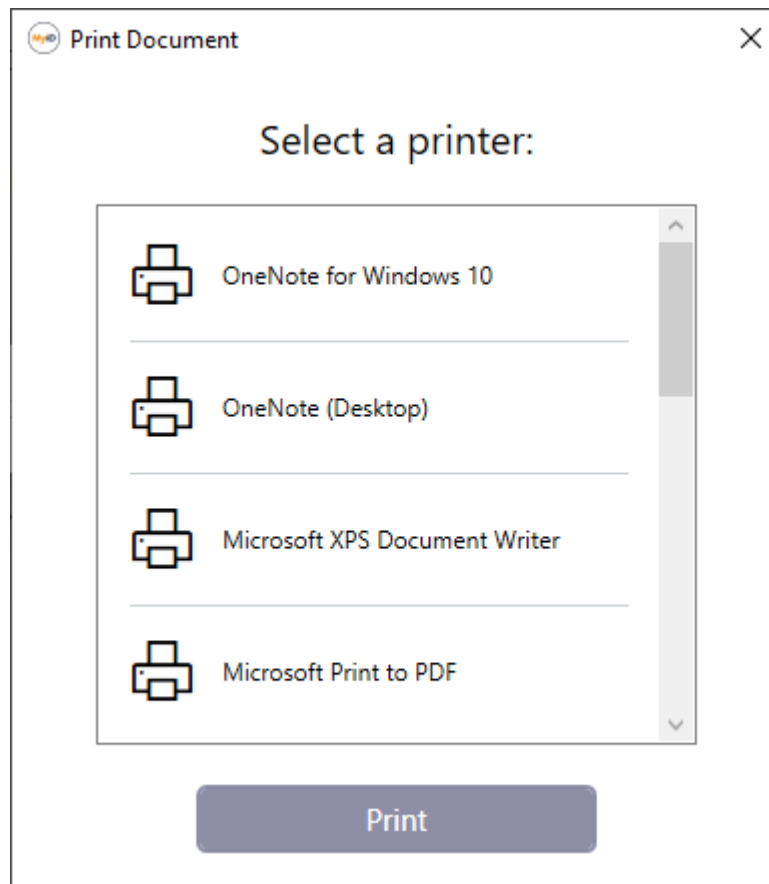 MyID
Print Document
Select a printer:
OneNote for Windows 10
OneNote (Desktop)
Microsoft XPS Document Writer
Microsoft Print to PDF
Print